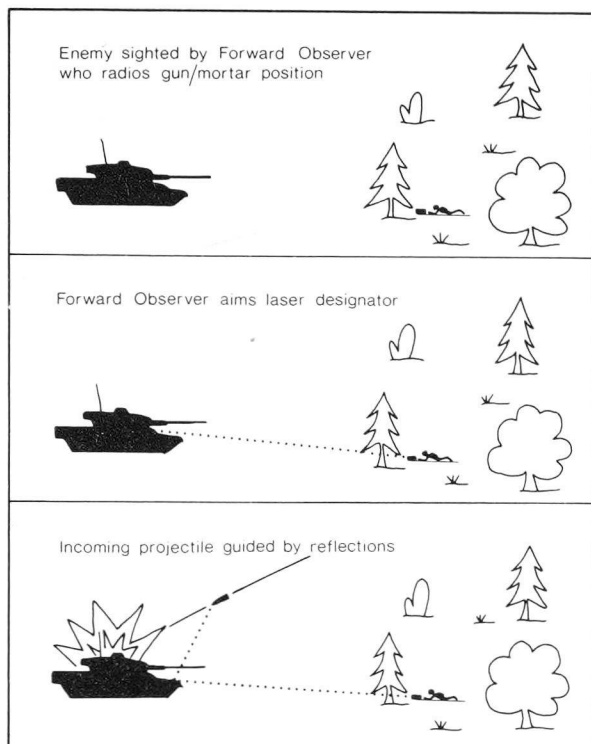 Enemy sighted by Forward Observer
who radios gun/mortar position
Forward Observer aims laser designator
Incoming projectile guided by reflections